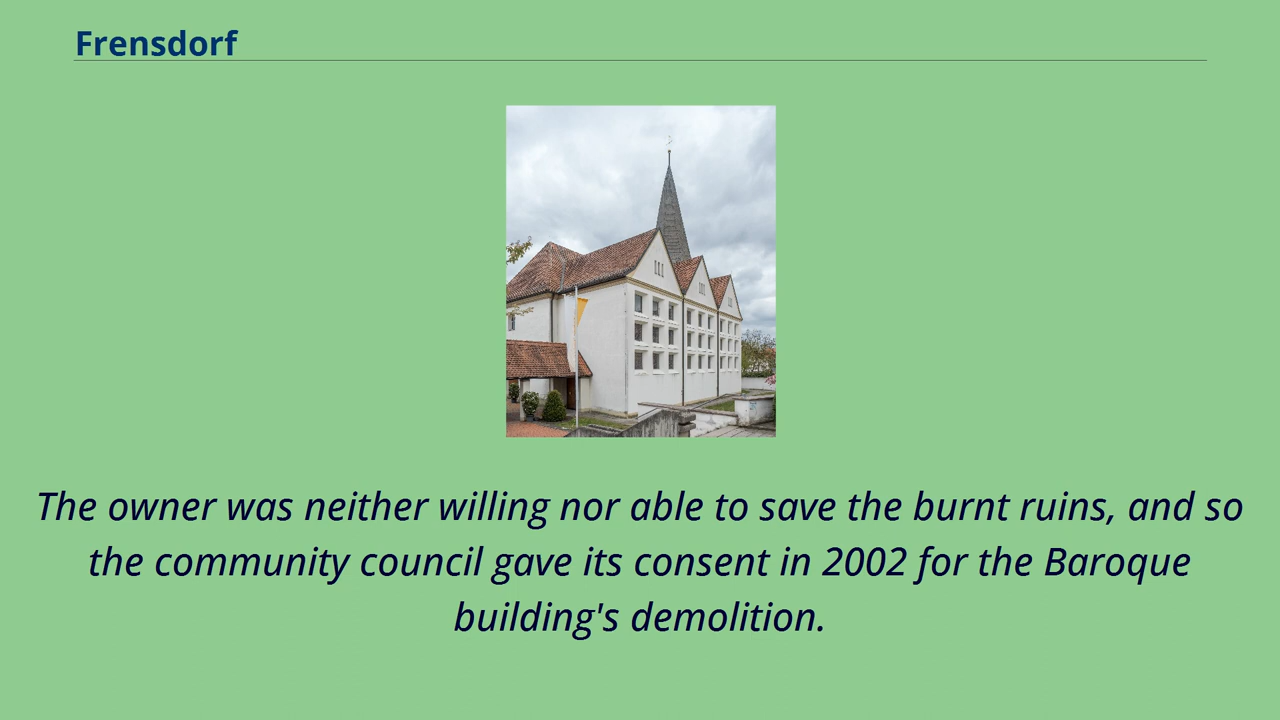 Frensdorf
The owner was neither willing nor able to save the burnt ruins, and so
the community council gave its consent in 2002 for the Baroque
building's demolition.